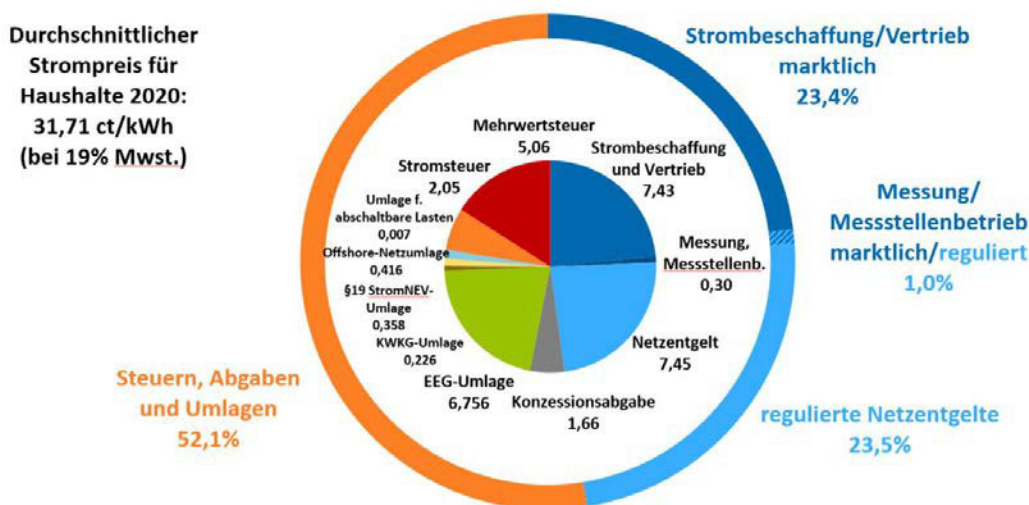 Durchschnittlicher
Strompreis für
Haushalte 2020:
31,71 ct/kWh
(bei 19% Mwst.)
Strombeschaffung/Vertrieb
marktlich
23,4%
Messung/
Messstellenbetrieb
marktlich/reguliert
1,0%
regulierte Netzentgelte
23,5%
Steuern, Abgaben
und Umlagen
52,1%
Mehrwertsteuer
5,06
Strombeschaffung
und Vertrieb
7,43
Messung,
Messstellenb.
0,30
Netzentgelt
7,45
Konzessionsabgabe
1,66
EEG-Umlage
6,756
KWKG-Umlage
0,226
§19 StromNEV-
Umlage
0,358
Offshore-Netzumlage
0,416
Umlage f.
abschaltbare Lasten
0,007
Stromsteuer
2,05